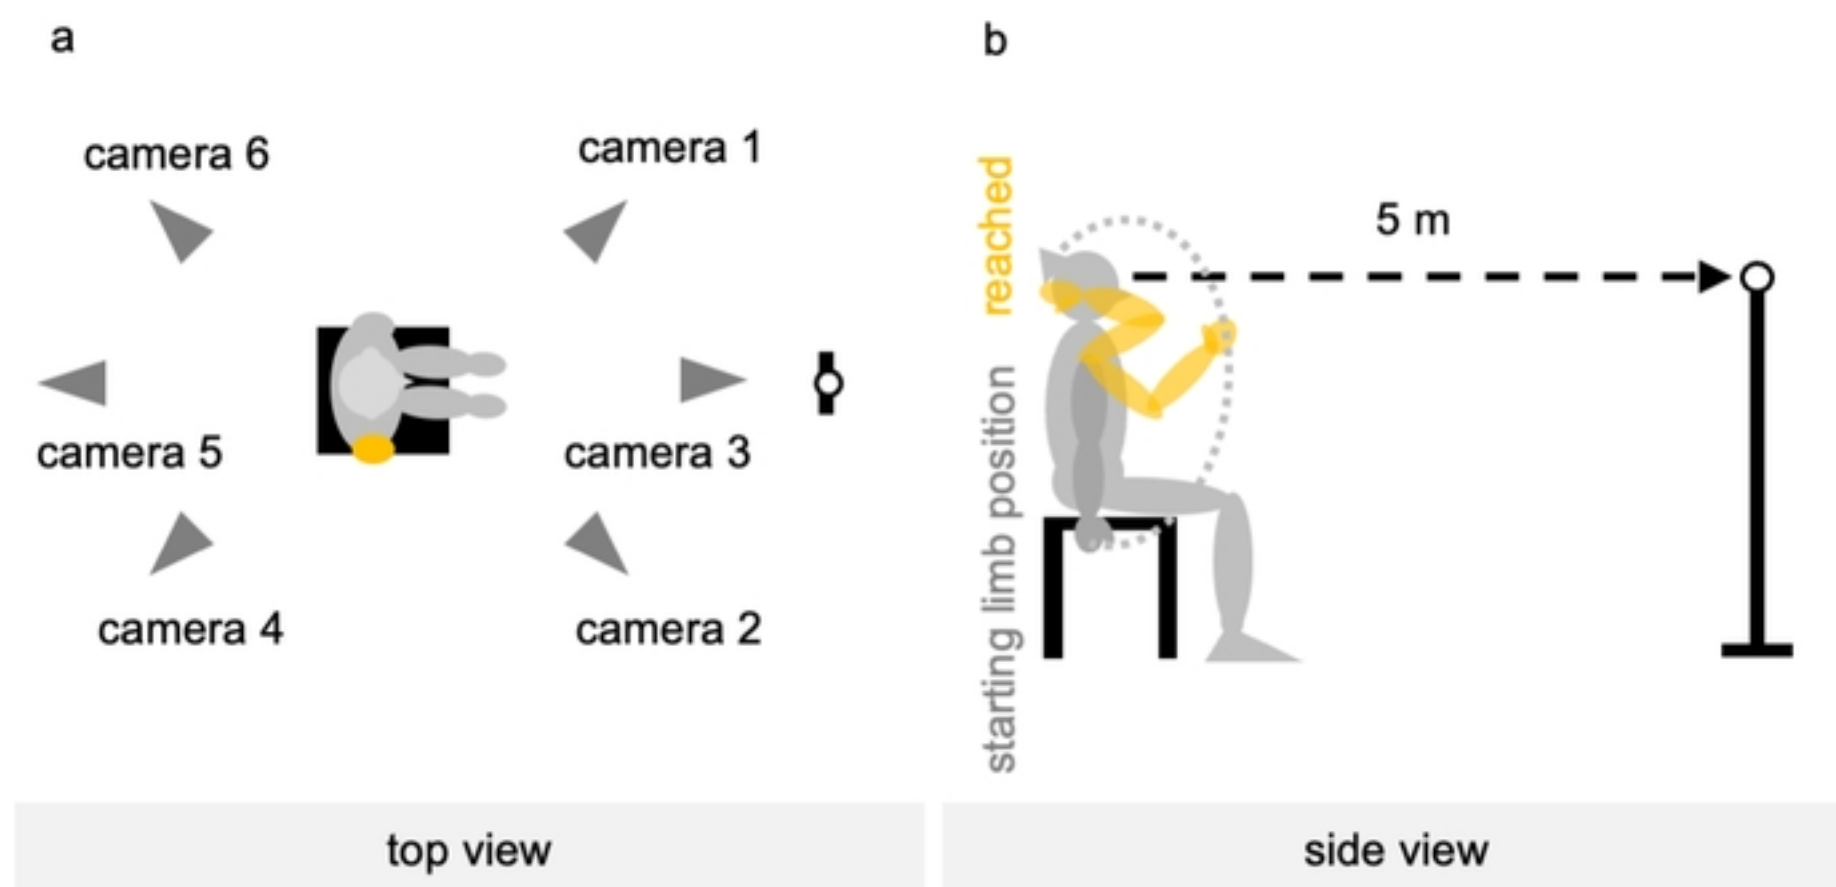 a
camera 6
camera 1
camera 5
camera 3
camera 4
camera 2
top view
b
reached
starting limb position
5 m
side view